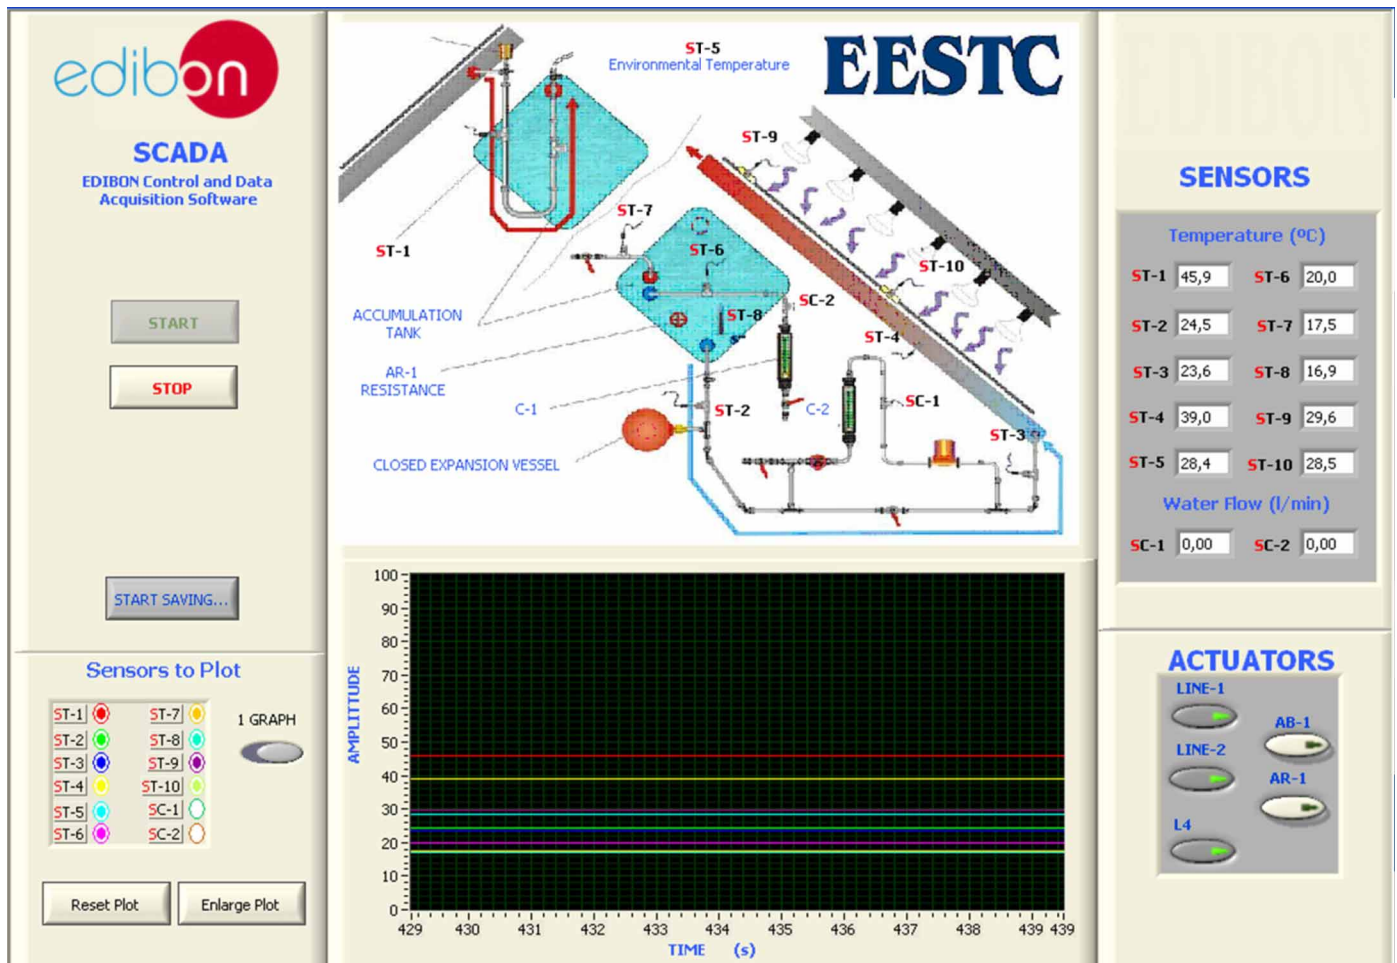 edibon
SCADA
EDIBON Control and Data
Acquisition Software
START
STOP
START SAVING...
Sensors to Plot
ST-1
ST-7
ST-2
ST-8
ST-3
ST-9
ST-4
ST-10
ST-5
SC-1
ST-6
SC-2
1 GRAPH
Reset Plot
Enlarge Plot
EESTC
ST-5
Environmental Temperature
ST-9
ST-7
ST-1
ST-6
ST-10
SC-2
ACCUMULATION
TANK
ST-8
ST-4
AR-1
RESISTANCE
C-1
C-2
ST-2
SC-1
ST-3
CLOSED EXPANSION VESSEL
AMPLITTUDE
100
90
80
70
60
50
40
30
20
10
0
429 430 431 432 433 434 435 436 437 438 439 439
TIME (s)
EDIBON
SENSORS
Temperature (ºC)
ST-1 45,9 ST-6 20,0
ST-2 24,5 ST-7 17,5
ST-3 23,6 ST-8 16,9
ST-4 39,0 ST-9 29,6
ST-5 28,4 ST-10 28,5
Water Flow (l/min)
SC-1 0,00 SC-2 0,00
ACTUATORS
LINE-1
AB-1
LINE-2
AR-1
L4